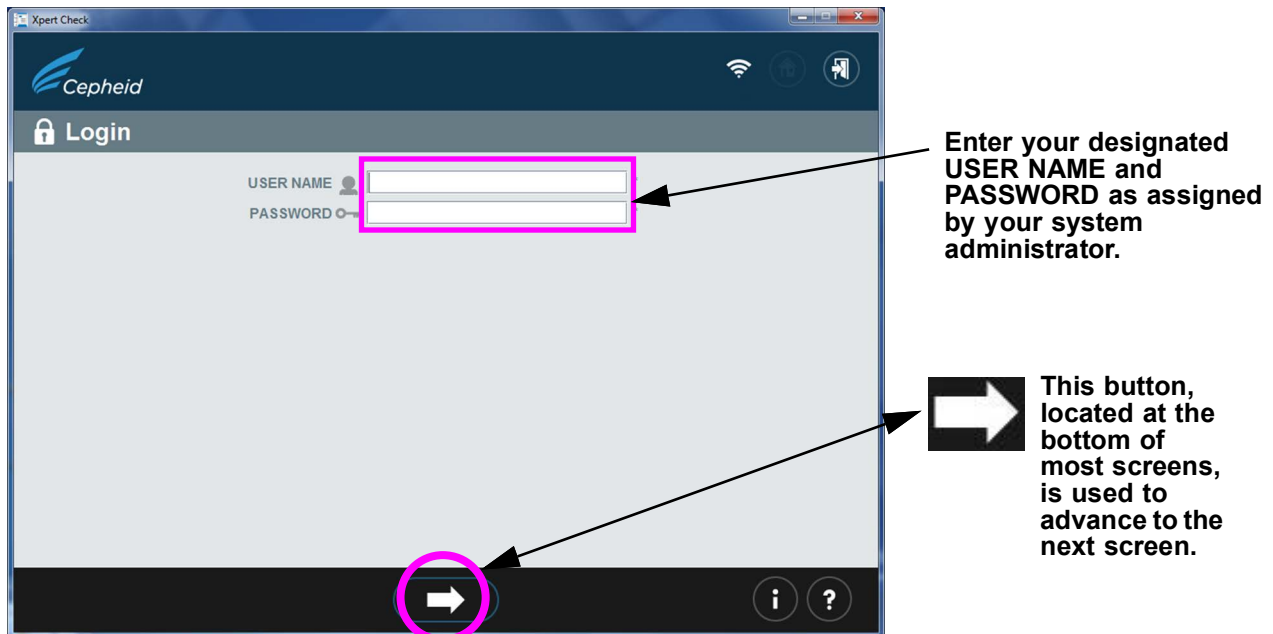 Xpert Check
Cepheid
Login
USER NAME
PASSWORD
Enter your designated
USER NAME and
PASSWORD as assigned
by your system
administrator.
This button,
located at the
bottom of
most screens,
is used to
advance to the
next screen.
i ?